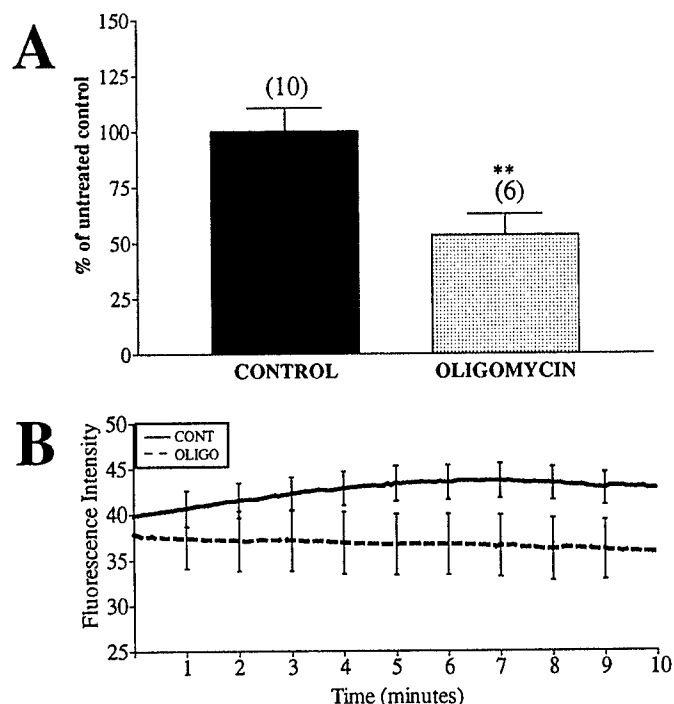 A
% of untreated control
150
125
100
75
50
25
0
(10)
**
(6)
CONTROL
OLIGOMYCIN
B
Fluorescence Intensity
50
45
40
35
30
25
CONT
OLIGO
1 2 3 4 5 6 7 8 9 10
Time (minutes)